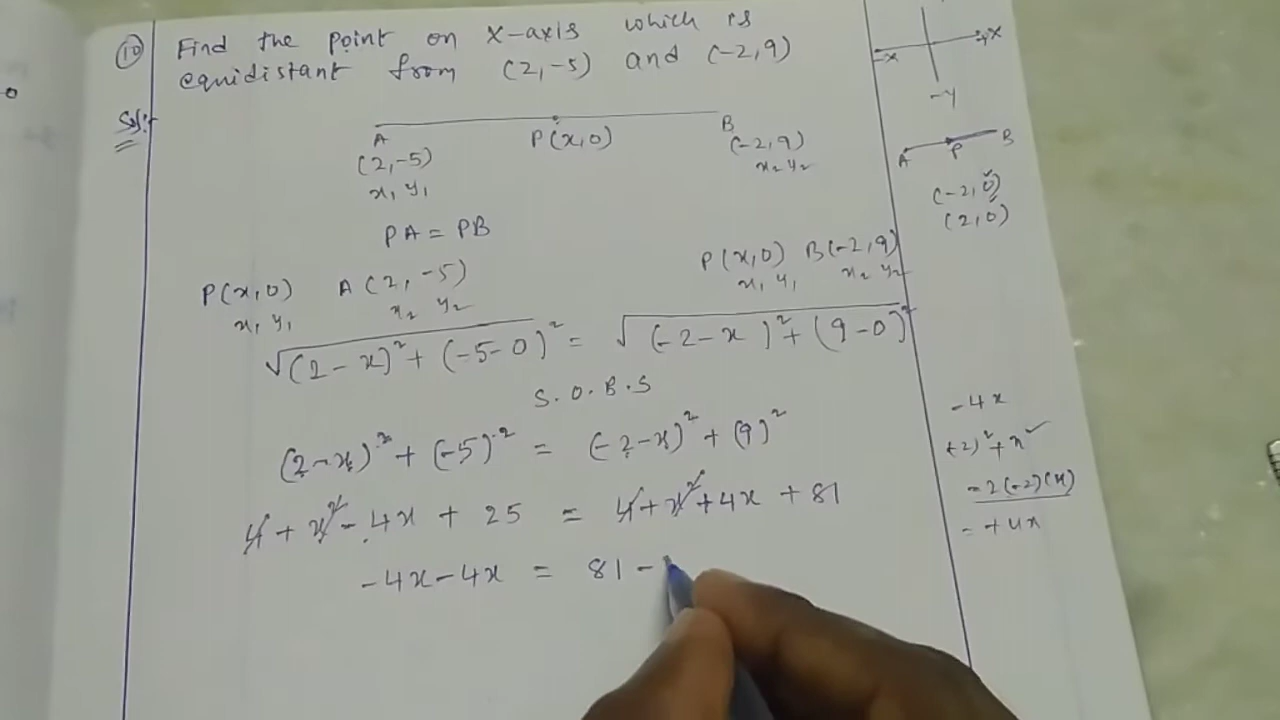 (10) Find the point on x-axis which is
equidistant from (2,-5) and (-2,9)
Sol:-
A P(x,0) B
(2,-5) (-2,9)
x₁ y₁ x₂ y₂
PA = PB
P(x,0) A(2,-5) P(x,0) B(-2,9)
x₁ y₁ x₂ y₂ x₁ y₁ x₂ y₂
√(2-x)² + (-5-0)² = √(-2-x)² + (9-0)²
S.O.B.S
(2-x)² + (-5)² = (-2-x)² + (9)²
4 + x² - 4x + 25 = 4 + x² + 4x + 81
-4x - 4x = 81 -
-x +x
-y
A P B
(-2,0)
(2,0)
-4x
(-2)² + x²
-2(-2)(x)
= +4x